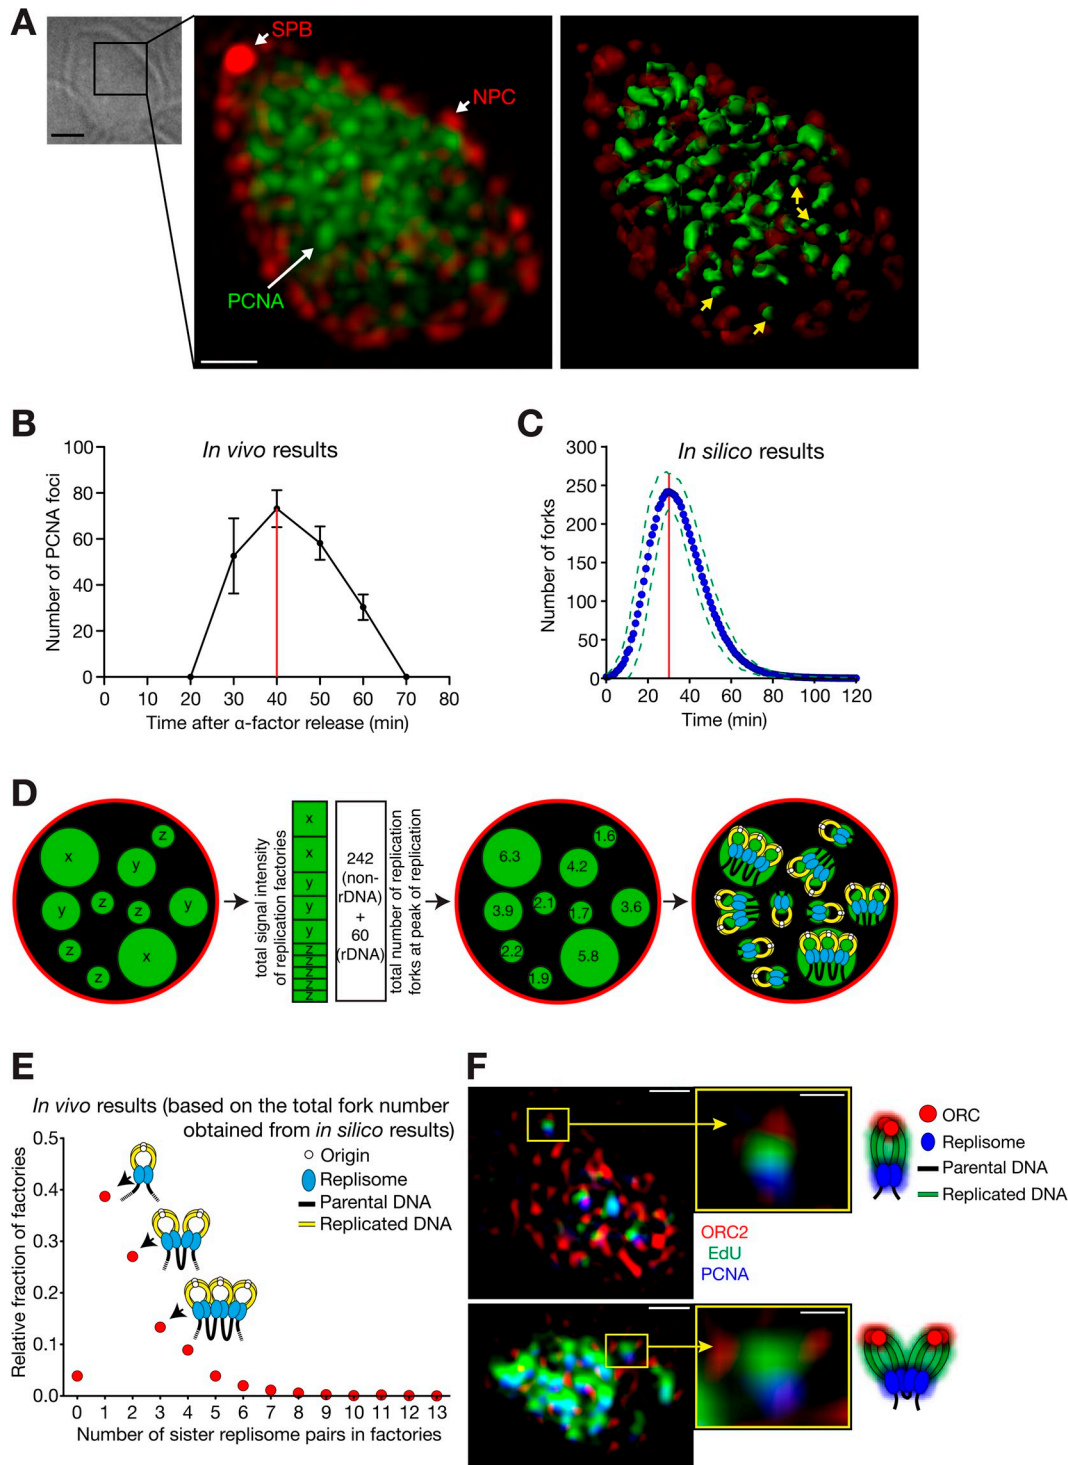 A
SPB
NPC
PCNA
B
In vivo results
Number of PCNA foci
100
80
60
40
20
0
0 10 20 30 40 50 60 70 80
Time after α-factor release (min)
C
In silico results
Number of forks
300
250
200
150
100
50
0
0 20 40 60 80 100 120
Time (min)
D
x
z
y
y
z
z
y
z
x
z
total signal intensity
of replication factories
x
x
y
y
y
z
z
z
z
z
242
(non-
rDNA)
+
60
(rDNA)
total number of replication
forks at peak of replication
6.3
1.6
4.2
3.9
2.1
1.7
3.6
2.2
5.8
1.9
E
In vivo results (based on the total fork number
obtained from in silico results)
Relative fraction of factories
0.5
0.4
0.3
0.2
0.1
0.0
Origin
Replisome
Parental DNA
Replicated DNA
0 1 2 3 4 5 6 7 8 9 10 11 12 13
Number of sister replisome pairs in factories
F
ORC2
EdU
PCNA
ORC
Replisome
Parental DNA
Replicated DNA